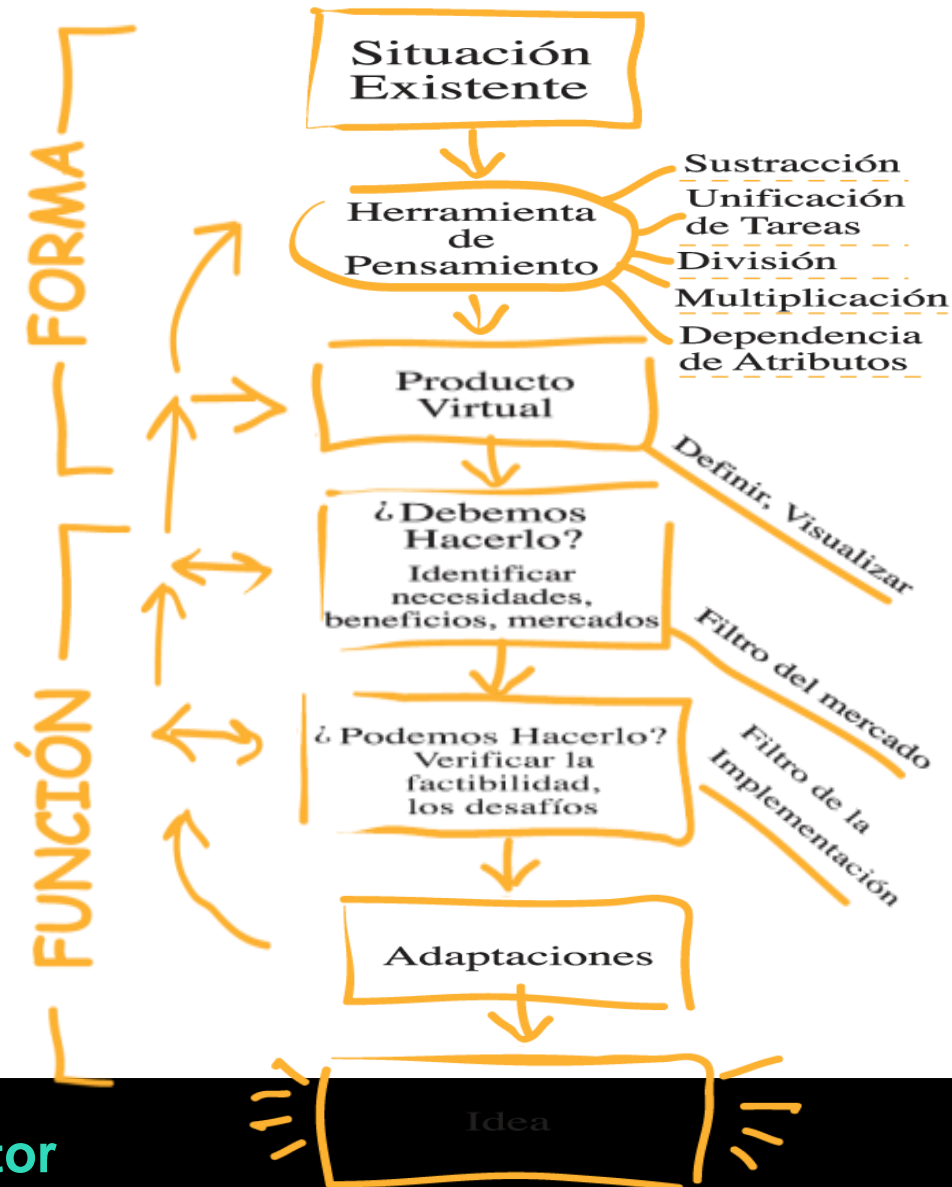 FORMA
Situación
Existente
Herramienta
de
Pensamiento
Sustracción
Unificación
de Tareas
División
Multiplicación
Dependencia
de Atributos
Producto
Virtual
Definir, Visualizar
FUNCIÓN
¿Debemos
Hacerlo?
Identificar
necesidades,
beneficios, mercados
Filtro del mercado
¿Podemos Hacerlo?
Verificar la
factibilidad,
los desafíos
Filtro de la
Implementación
Adaptaciones
Idea
tor